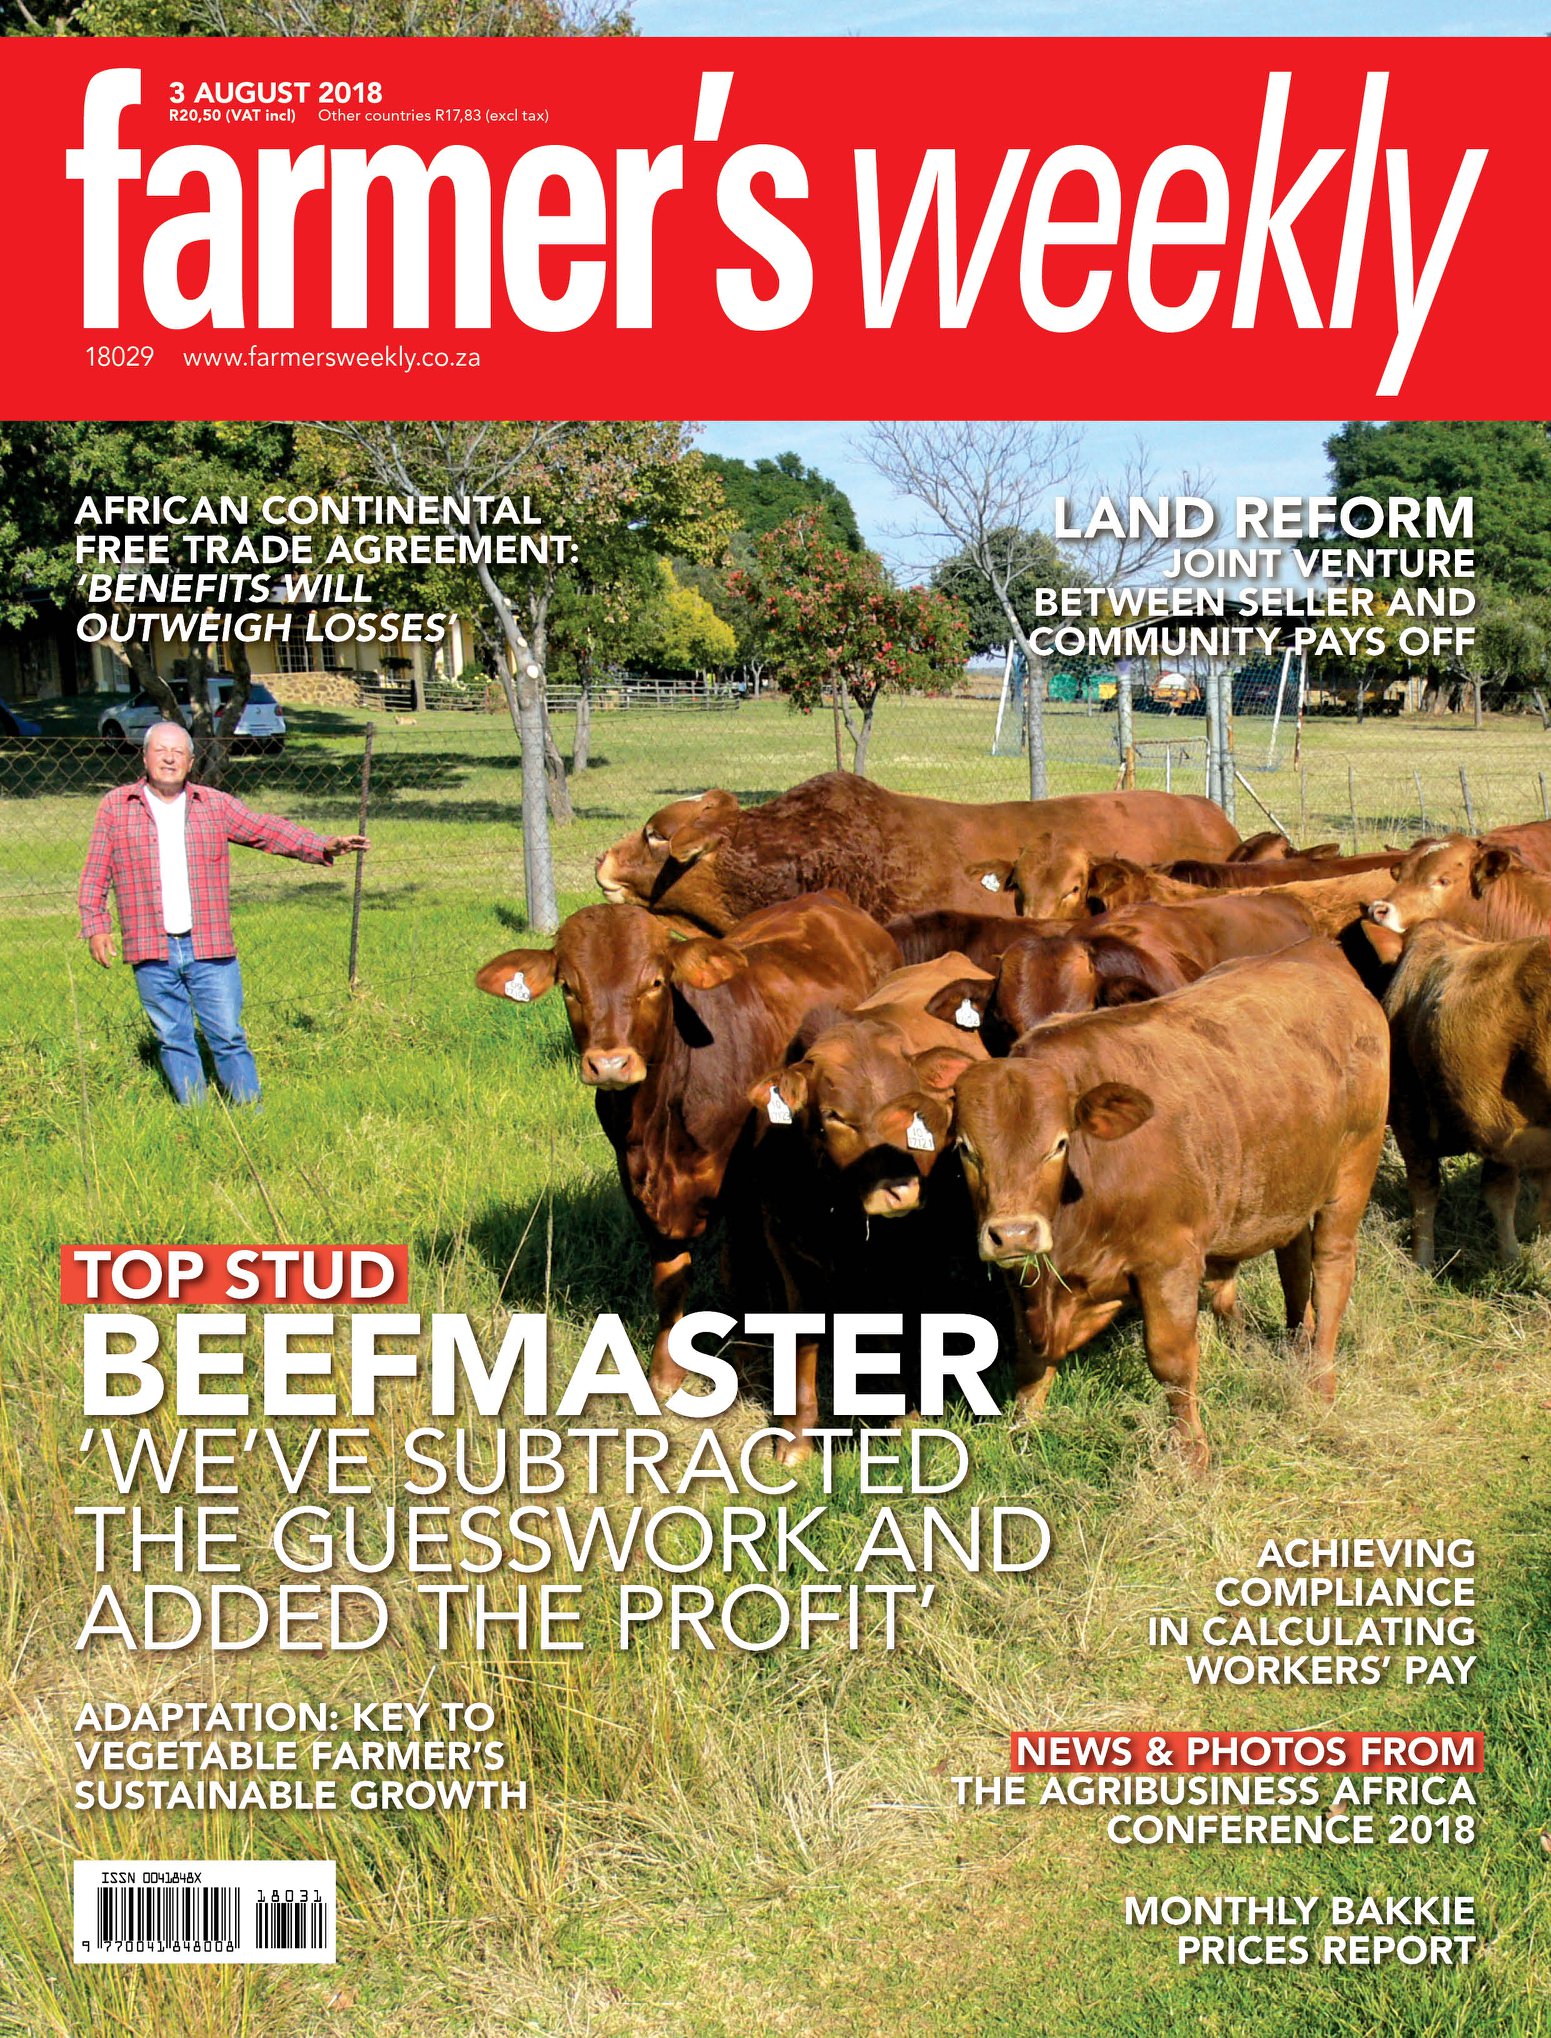 3 AUGUST 2018
R20,50 (VAT incl) Other countries R17,83 (excl tax)
farmer's weekly
18029 www.farmersweekly.co.za
AFRICAN CONTINENTAL
FREE TRADE AGREEMENT:
‘BENEFITS WILL
OUTWEIGH LOSSES’
LAND REFORM
JOINT VENTURE
BETWEEN SELLER AND
COMMUNITY PAYS OFF
TOP STUD
BEEFMASTER
‘WE’VE SUBTRACTED
THE GUESSWORK AND
ADDED THE PROFIT’
ADAPTATION: KEY TO
VEGETABLE FARMER’S
SUSTAINABLE GROWTH
ACHIEVING
COMPLIANCE
IN CALCULATING
WORKERS’ PAY
NEWS & PHOTOS FROM
THE AGRIBUSINESS AFRICA
CONFERENCE 2018
MONTHLY BAKKIE
PRICES REPORT
ISSN 0041848X
18031
9 770041 848008